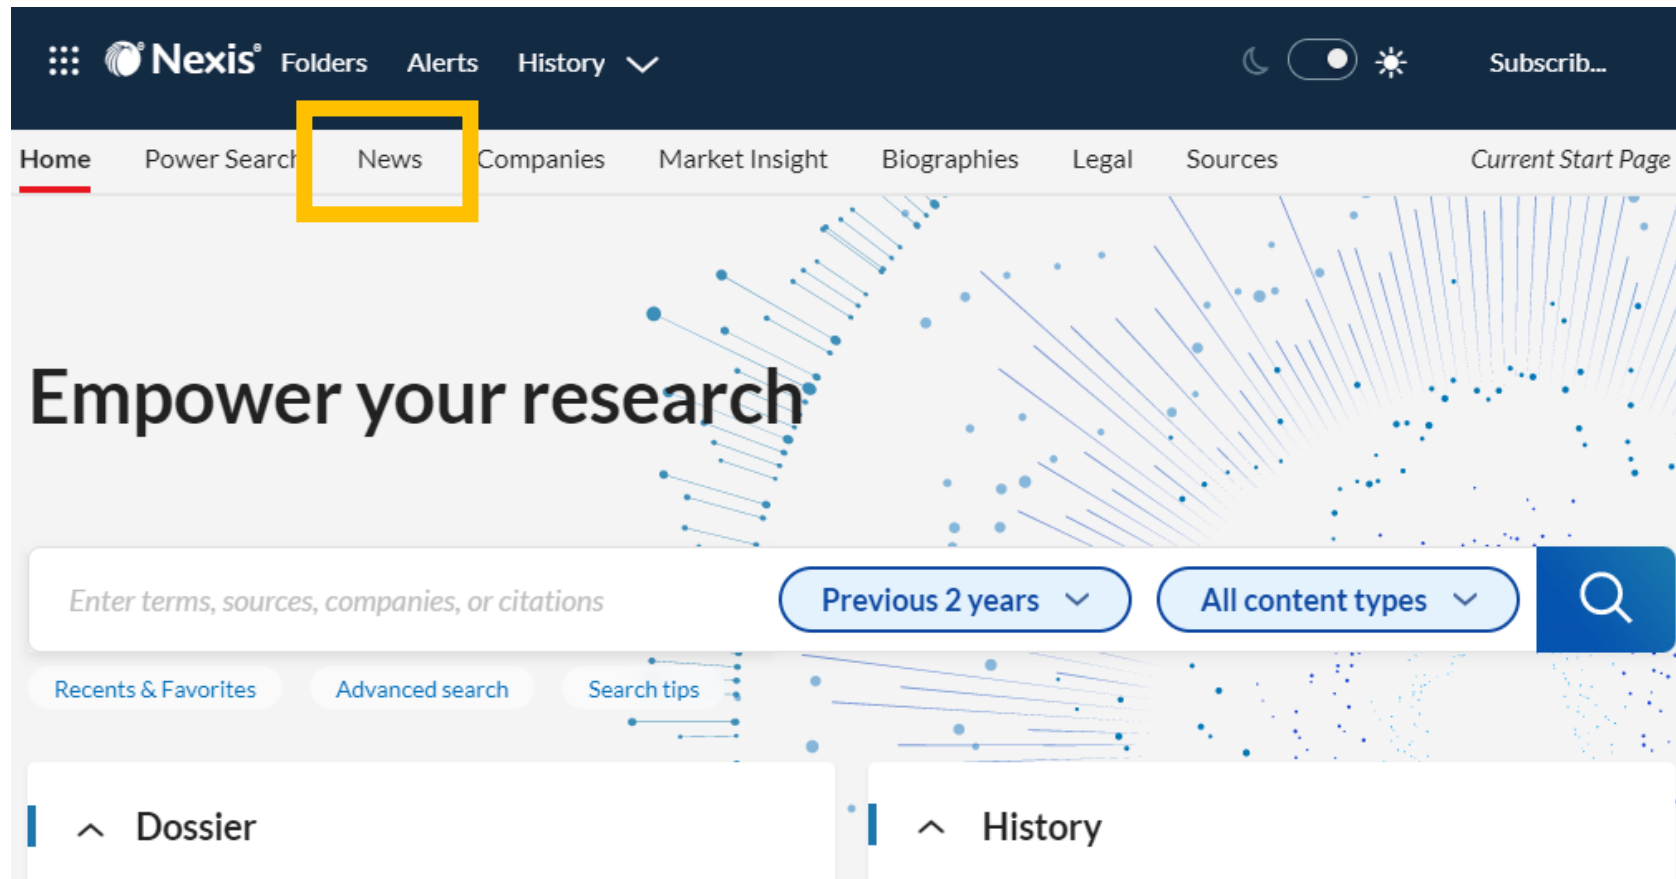 Nexis® Folders Alerts History Subscrib...
Home Power Search News Companies Market Insight Biographies Legal Sources Current Start Page
Empower your research
Enter terms, sources, companies, or citations Previous 2 years All content types
Recents & Favorites Advanced search Search tips
Dossier History